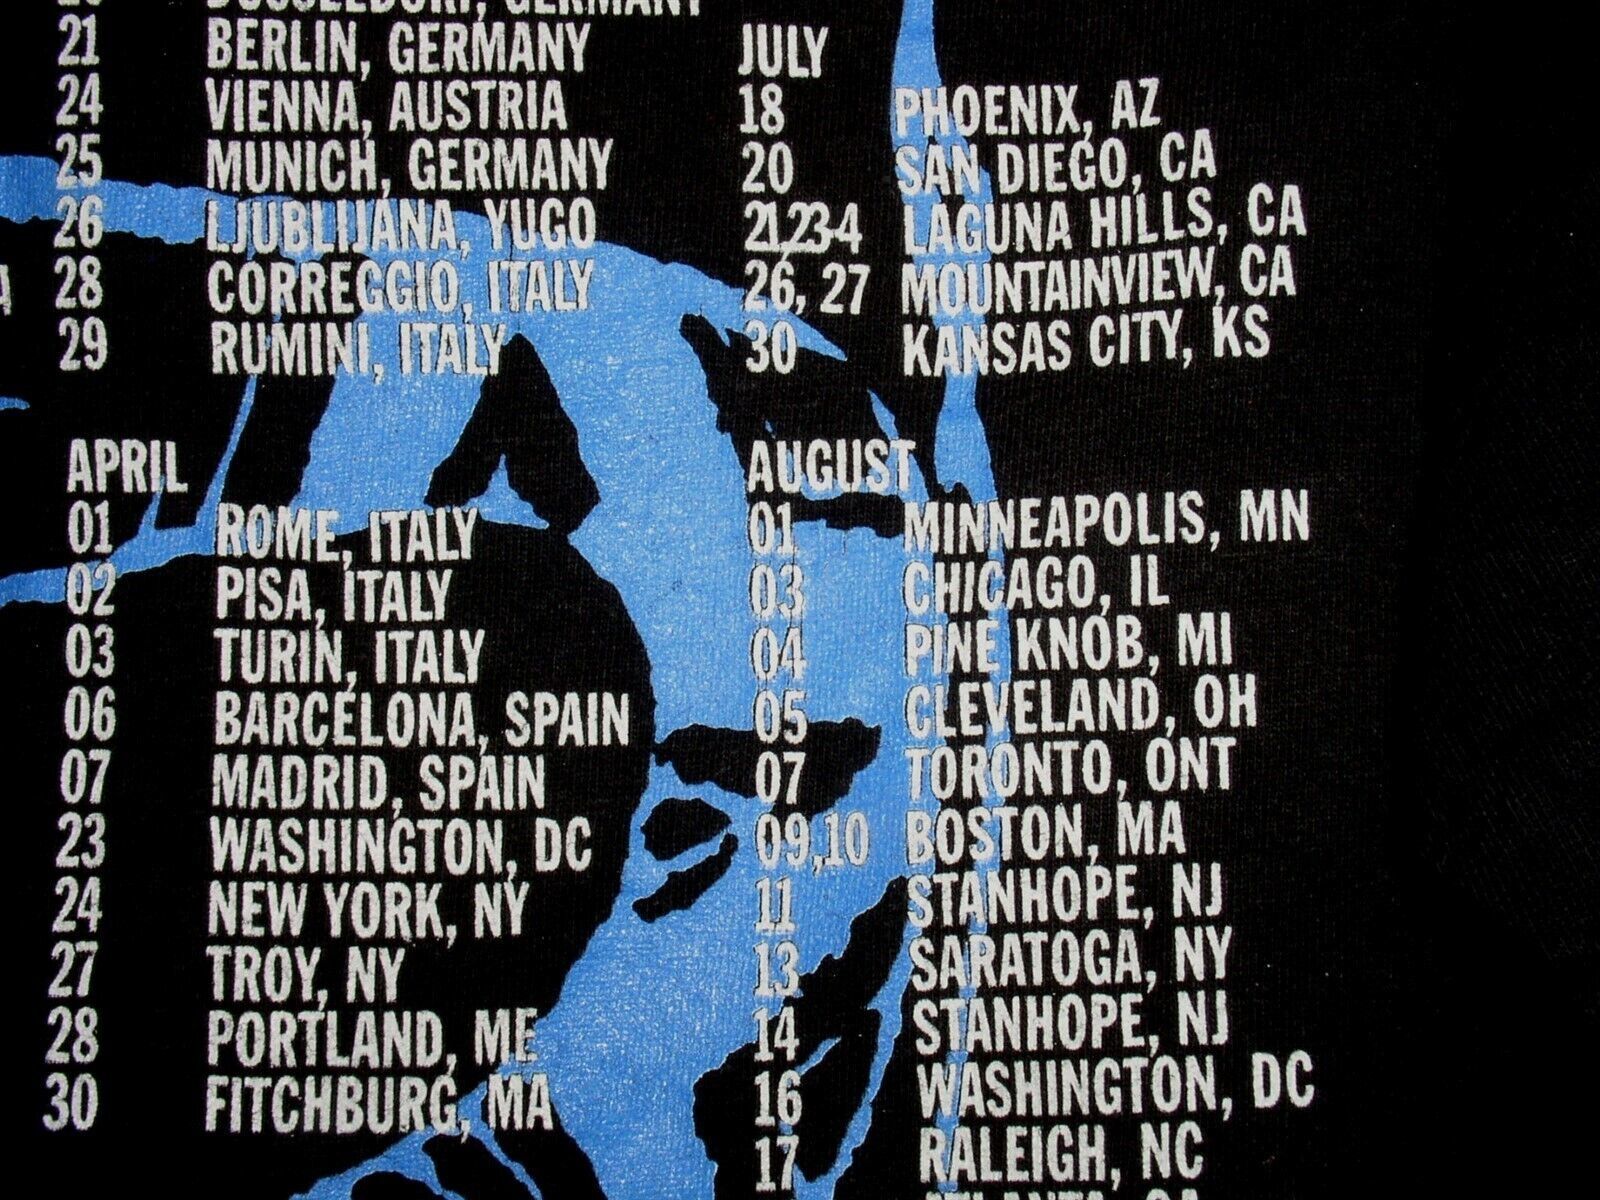 DUSSELDORF, GERMANY
21 BERLIN, GERMANY
24 VIENNA, AUSTRIA
25 MUNICH, GERMANY
26 LJUBLIJANA, YUGO
28 CORREGGIO, ITALY
29 RUMINI, ITALY
APRIL
01 ROME, ITALY
02 PISA, ITALY
03 TURIN, ITALY
06 BARCELONA, SPAIN
07 MADRID, SPAIN
23 WASHINGTON, DC
24 NEW YORK, NY
27 TROY, NY
28 PORTLAND, ME
30 FITCHBURG, MA
JULY
18 PHOENIX, AZ
20 SAN DIEGO, CA
21,23-4 LAGUNA HILLS, CA
26, 27 MOUNTAINVIEW, CA
30 KANSAS CITY, KS
AUGUST
01 MINNEAPOLIS, MN
03 CHICAGO, IL
04 PINE KNOB, MI
05 CLEVELAND, OH
07 TORONTO, ONT
09,10 BOSTON, MA
11 STANHOPE, NJ
13 SARATOGA, NY
14 STANHOPE, NJ
16 WASHINGTON, DC
17 RALEIGH, NC
ATLANTA, GA